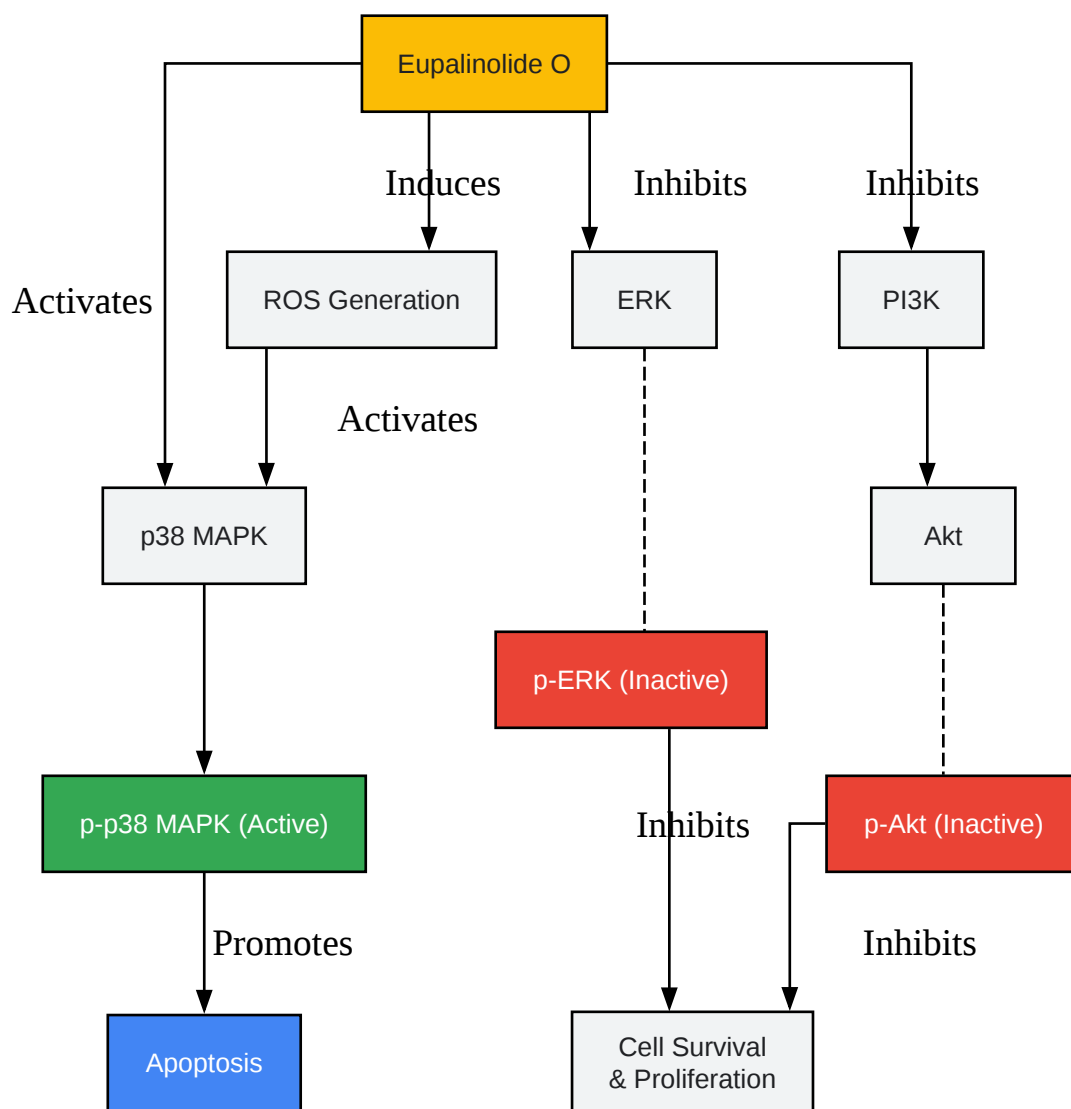 Eupalinolide O
Induces
Inhibits
Inhibits
Activates
ROS Generation
ERK
PI3K
Activates
p38 MAPK
Akt
p-ERK (Inactive)
p-p38 MAPK (Active)
Inhibits
p-Akt (Inactive)
Promotes
Inhibits
Apoptosis
Cell Survival
& Proliferation